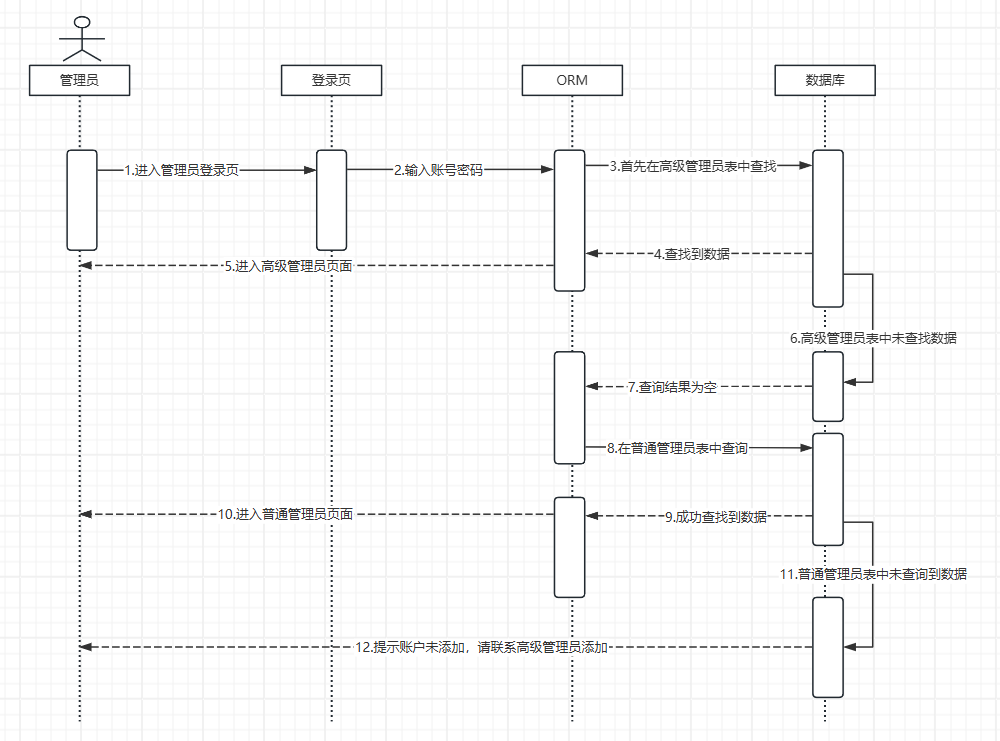 管理员
登录页
ORM
数据库
1.进入管理员登录页
2.输入账号密码
3.首先在高级管理员表中查找
4.查找到数据
5.进入高级管理员页面
6.高级管理员表中未查找数据
7.查询结果为空
8.在普通管理员表中查询
9.成功查找到数据
10.进入普通管理员页面
11.普通管理员表中未查询到数据
12.提示账户未添加，请联系高级管理员添加